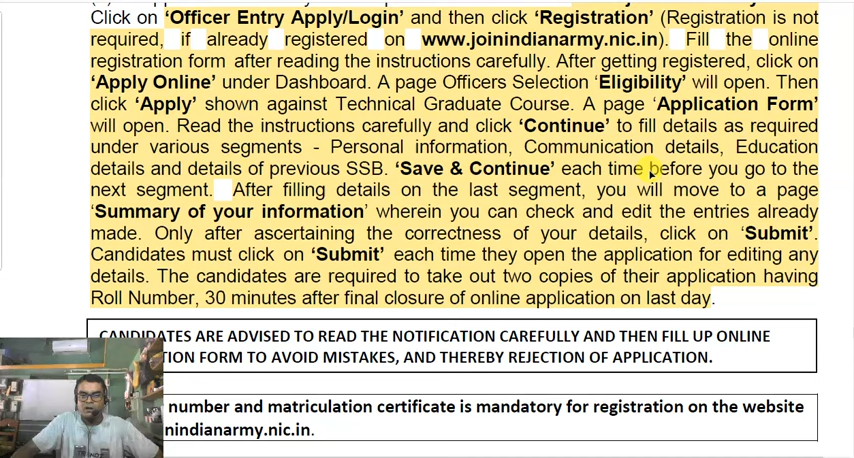 Click on ‘Officer Entry Apply/Login’ and then click ‘Registration’ (Registration is not
required, if already registered on www.joinindianarmy.nic.in). Fill the online
registration form after reading the instructions carefully. After getting registered, click on
‘Apply Online’ under Dashboard. A page Officers Selection ‘Eligibility’ will open. Then
click ‘Apply’ shown against Technical Graduate Course. A page ‘Application Form’
will open. Read the instructions carefully and click ‘Continue’ to fill details as required
under various segments - Personal information, Communication details, Education
details and details of previous SSB. ‘Save & Continue’ each time before you go to the
next segment. After filling details on the last segment, you will move to a page
‘Summary of your information’ wherein you can check and edit the entries already
made. Only after ascertaining the correctness of your details, click on ‘Submit’.
Candidates must click on ‘Submit’ each time they open the application for editing any
details. The candidates are required to take out two copies of their application having
Roll Number, 30 minutes after final closure of online application on last day.
CANDIDATES ARE ADVISED TO READ THE NOTIFICATION CAREFULLY AND THEN FILL UP ONLINE
TION FORM TO AVOID MISTAKES, AND THEREBY REJECTION OF APPLICATION.
number and matriculation certificate is mandatory for registration on the website
nindianarmy.nic.in.